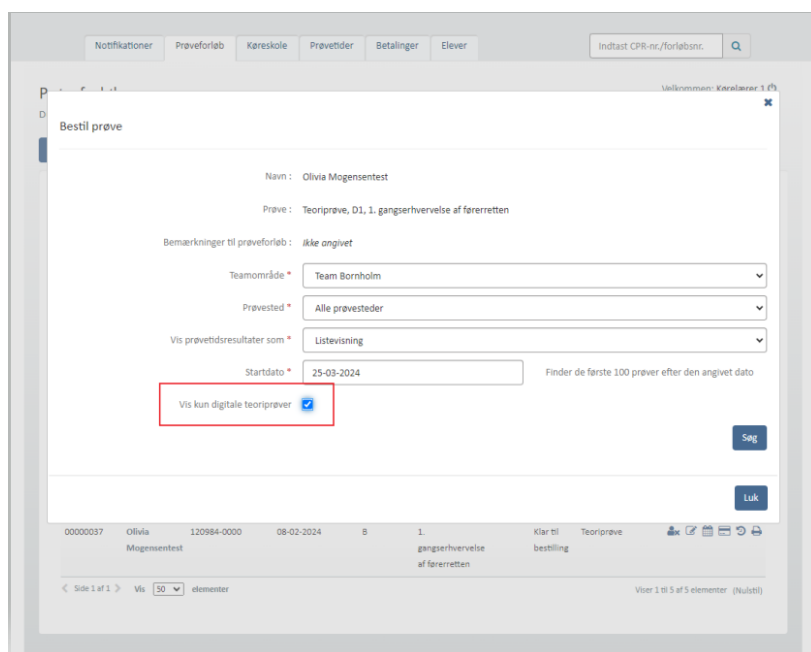 Notifikationer Prøveforløb Køreskole Prøvetider Betalinger Elever Indtast CPR-nr./forløbsnr.
Velkommen: Kørelærer 1
Bestil prøve
Navn : Olivia Mogensentest
Prøve : Teoriprøve, D1, 1. gangserhvervelse af førerretten
Bemærkninger til prøveforløb : Ikke angivet
Teamområde * Team Bornholm
Prøvested * Alle prøvesteder
Vis prøvetidsresultater som * Listevisning
Startdato * 25-03-2024 Finder de første 100 prøver efter den angivet dato
Vis kun digitale teoriprøver
Søg
Luk
00000037 Olivia 120984-0000 08-02-2024 B 1. Klar til Teoriprøve
Mogensentest gangserhvervelse bestilling
af førerretten
Side 1 af 1 Vis 50 elementer Viser 1 til 5 af 5 elementer (Nulstil)